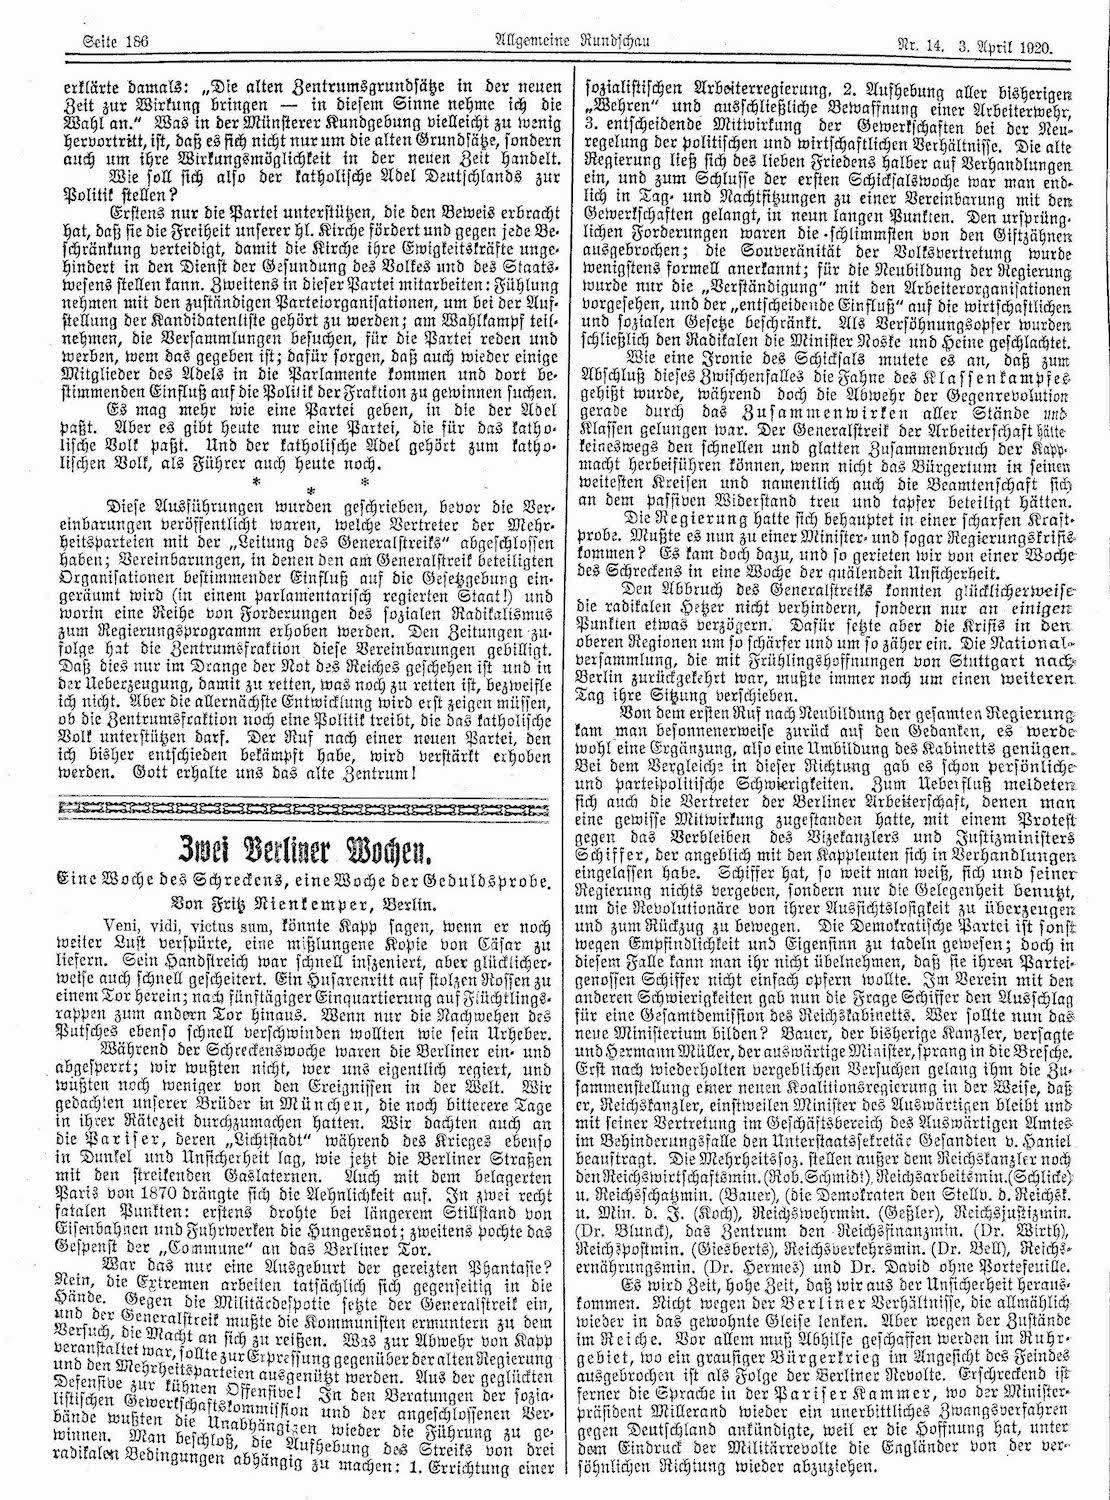 Seite 186
Allgemeine Rundschau
Nr. 14. 3. April 1920.
erklärte damals: „Die alten Zentrumsgrundsätze in der neuen
Zeit zur Wirkung bringen — in diesem Sinne nehme ich die
Wahl an.“ Was in der Münsterer Kundgebung vielleicht zu wenig
hervortritt, ist, daß es sich nicht nur um die alten Grundsätze, sondern
auch um ihre Wirkungsmöglichkeit in der neuen Zeit handelt.
Wie soll sich also der katholische Adel Deutschlands zur
Politik stellen?
Erstens nur die Partei unterstützen, die den Beweis erbracht
hat, daß sie die Freiheit unserer hl. Kirche fördert und gegen jede Be-
schränkung verteidigt, damit die Kirche ihre Ewigkeitskräfte unge-
hindert in den Dienst der Gesundung des Volkes und des Staats-
wesens stellen kann. Zweitens in dieser Partei mitarbeiten: Fühlung
nehmen mit den zuständigen Parteiorganisationen, um bei der Auf-
stellung der Kandidatenliste gehört zu werden; am Wahlkampf teil-
nehmen, die Versammlungen besuchen, für die Partei reden und
werben, wem das gegeben ist; dafür sorgen, daß auch wieder einige
Mitglieder des Adels in die Parlamente kommen und dort be-
stimmenden Einfluß auf die Politik der Fraktion zu gewinnen suchen.
Es mag mehr wie eine Partei geben, in die der Adel
paßt. Aber es gibt heute nur eine Partei, die für das katho-
lische Volk paßt. Und der katholische Adel gehört zum katho-
lischen Volk, als Führer auch heute noch.
* * *
Diese Ausführungen wurden geschrieben, bevor die Ver-
einbarungen veröffentlicht waren, welche Vertreter der Mehr-
heitsparteien mit der „Leitung des Generalstreiks“ abgeschlossen
haben; Vereinbarungen, in denen den am Generalstreik beteiligten
Organisationen bestimmender Einfluß auf die Gesetzgebung ein-
geräumt wird (in einem parlamentarisch regierten Staat!) und
worin eine Reihe von Forderungen des sozialen Radikalismus
zum Regierungsprogramm erhoben werden. Den Zeitungen zu-
folge hat die Zentrumsfraktion diese Vereinbarungen gebilligt.
Daß dies nur im Drange der Not des Reiches geschehen ist und in
der Ueberzeugung, damit zu retten, was noch zu retten ist, bezweifle
ich nicht. Aber die allernächste Entwicklung wird erst zeigen müssen,
ob die Zentrumsfraktion noch eine Politik treibt, die das katholische
Volk unterstützen darf. Der Ruf nach einer neuen Partei, den
ich bisher entschieden bekämpft habe, wird verstärkt erhoben
werden. Gott erhalte uns das alte Zentrum!
Zwei Berliner Wochen.
Eine Woche des Schreckens, eine Woche der Geduldsprobe.
Von Fritz Nienkemper, Berlin.
Veni, vidi, victus sum, könnte Kapp sagen, wenn er noch
weiter Lust verspürte, eine mißlungene Kopie von Cäsar zu
liefern. Sein Handstreich war schnell inszeniert, aber glücklicher-
weise auch schnell gescheitert. Ein Husarenritt auf stolzen Rossen zu
einem Tor herein; nach fünftägiger Einquartierung auf Flüchtlings-
rappen zum andern Tor hinaus. Wenn nur die Nachwehen des
Putsches ebenso schnell verschwinden wollten wie sein Urheber.
Während der Schreckenswoche waren die Berliner ein- und
abgesperrt; wir wußten nicht, wer uns eigentlich regiert, und
wußten noch weniger von den Ereignissen in der Welt. Wir
gedachten unserer Brüder in München, die noch bitterere Tage
in ihrer Rätezeit durchzumachen hatten. Wir dachten auch an
die Pariser, deren „Lichtstadt“ während des Krieges ebenso
in Dunkel und Unsicherheit lag, wie jetzt die Berliner Straßen
mit den streikenden Gaslaternen. Auch mit dem belagerten
Paris von 1870 drängte sich die Aehnlichkeit auf. In zwei recht
fatalen Punkten: erstens drohte bei längerem Stillstand von
Eisenbahnen und Fuhrwerken die Hungersnot; zweitens pochte das
Gespenst der „Commune“ an das Berliner Tor.
War das nur eine Ausgeburt der gereizten Phantasie?
Nein, die Extremen arbeiten tatsächlich sich gegenseitig in die
Hände. Gegen die Militärdespotie setzte der Generalstreik ein,
und der Generalstreik mußte die Kommunisten ermuntern zu dem
Versuch, die Macht an sich zu reißen. Was zur Abwehr von Kapp
veranstaltet war, sollte zur Erpressung gegenüber der alten Regierung
und den Mehrheitsparteien ausgenützt werden. Aus der geglückten
Defensive zur kühnen Offensive! In den Beratungen der sozia-
listischen Gewerkschaftskommission und der angeschlossenen Ver-
bände wußten die Unabhängigen wieder die Führung zu ge-
winnen. Man beschloß, die Aufhebung des Streiks von drei
radikalen Bedingungen abhängig zu machen: 1. Errichtung einer
sozialistischen Arbeiterregierung, 2. Aufhebung aller bisherigen
„Wehren“ und ausschließliche Bewaffnung einer Arbeiterwehr,
3. entscheidende Mitwirkung der Gewerkschaften bei der Neu-
regelung der politischen und wirtschaftlichen Verhältnisse. Die alte
Regierung ließ sich des lieben Friedens halber auf Verhandlungen
ein, und zum Schlusse der ersten Schicksalswoche war man end-
lich in Tag- und Nachtsitzungen zu einer Vereinbarung mit den
Gewerkschaften gelangt, in neun langen Punkten. Den ursprüng-
lichen Forderungen waren die schlimmsten von den Giftzähnen
ausgebrochen; die Souveränität der Volksvertretung wurde
wenigstens formell anerkannt; für die Neubildung der Regierung
wurde nur die „Verständigung“ mit den Arbeiterorganisationen
vorgesehen, und der „entscheidende Einfluß“ auf die wirtschaftlichen
und sozialen Gesetze beschränkt. Als Versöhnungsopfer wurden
schließlich den Radikalen die Minister Noske und Heine geschlachtet.
Wie eine Ironie des Schicksals mutete es an, daß zum
Abschluß dieses Zwischenfalles die Fahne des Klassenkampfes
gehißt wurde, während doch die Abwehr der Gegenrevolution
gerade durch das Zusammenwirken aller Stände und
Klassen gelungen war. Der Generalstreik der Arbeiterschaft hätte
keineswegs den schnellen und glatten Zusammenbruch der Kapp-
macht herbeiführen können, wenn nicht das Bürgertum in seinen
weitesten Kreisen und namentlich auch die Beamtenschaft sich
an dem passiven Widerstand treu und tapfer beteiligt hätten.
Die Regierung hatte sich behauptet in einer scharfen Kraft-
probe. Mußte es nun zu einer Minister- und sogar Regierungskrisis
kommen? Es kam doch dazu, und so gerieten wir von einer Woche
des Schreckens in eine Woche der quälenden Unsicherheit.
Den Abbruch des Generalstreiks konnten glücklicherweise
die radikalen Hetzer nicht verhindern, sondern nur an einigen
Punkten etwas verzögern. Dafür setzte aber die Krisis in den
oberen Regionen um so schärfer und um so zäher ein. Die National-
versammlung, die mit Frühlingshoffnungen von Stuttgart nach
Berlin zurückgekehrt war, mußte immer noch um einen weiteren
Tag ihre Sitzung verschieben.
Von dem ersten Ruf nach Neubildung der gesamten Regierung
kam man besonnenerweise zurück auf den Gedanken, es werde
wohl eine Ergänzung, also eine Umbildung des Kabinetts genügen.
Bei dem Vergleiche in dieser Richtung gab es schon persönliche
und parteipolitische Schwierigkeiten. Zum Ueberfluß meldeten
sich auch die Vertreter der Berliner Arbeiterschaft, denen man
eine gewisse Mitwirkung zugestanden hatte, mit einem Protest
gegen das Verbleiben des Vizekanzlers und Justizministers
Schiffer, der angeblich mit den Kappleuten sich in Verhandlungen
eingelassen habe. Schiffer hat, so weit man weiß, sich und seiner
Regierung nichts vergeben, sondern nur die Gelegenheit benutzt,
um die Revolutionäre von ihrer Aussichtslosigkeit zu überzeugen
und zum Rückzug zu bewegen. Die Demokratische Partei ist sonst
wegen Empfindlichkeit und Eigensinn zu tadeln gewesen; doch in
diesem Falle kann man ihr nicht übelnehmen, daß sie ihren Partei-
genossen Schiffer nicht einfach opfern wollte. Im Verein mit den
anderen Schwierigkeiten gab nun die Frage Schiffer den Ausschlag
für eine Gesamtdemission des Reichskabinetts. Wer sollte nun das
neue Ministerium bilden? Bauer, der bisherige Kanzler, versagte
und Hermann Müller, der auswärtige Minister, sprang in die Bresche.
Erst nach wiederholten vergeblichen Versuchen gelang ihm die Zu-
sammenstellung einer neuen Koalitionsregierung in der Weise, daß
er, Reichskanzler, einstweilen Minister des Auswärtigen bleibt und
mit seiner Vertretung im Geschäftsbereich des Auswärtigen Amtes
im Behinderungsfalle den Unterstaatssekretär Gesandten v. Haniel
beauftragt. Die Mehrheitssoz. stellen außer dem Reichskanzler noch
den Reichswirtschaftsmin. (Rob. Schmidt), Reichsarbeitsmin. (Schlicke)
u. Reichsschatzmin. (Bauer), (die Demokraten den Stellv. d. Reichsk.
u. Min. d. J. (Koch), Reichswehrmin. (Geßler), Reichsjustizmin.
(Dr. Blunck), das Zentrum den Reichsfinanzmin. (Dr. Wirth),
Reichspostmin. (Giesberts), Reichsverkehrsmin. (Dr. Bell), Reichs-
ernährungsmin. (Dr. Hermes) und Dr. David ohne Portefeuille.
Es wird Zeit, hohe Zeit, daß wir aus der Unsicherheit heraus-
kommen. Nicht wegen der Berliner Verhältnisse, die allmählich
wieder in das gewohnte Gleise lenken. Aber wegen der Zustände
im Reiche. Vor allem muß Abhilfe geschaffen werden im Ruhr-
gebiet, wo ein grausiger Bürgerkrieg im Angesicht des Feindes
ausgebrochen ist als Folge der Berliner Revolte. Erschreckend ist
ferner die Sprache in der Pariser Kammer, wo der Minister-
präsident Millerand wieder ein unerbittliches Zwangsverfahren
gegen Deutschland ankündigte, weil er die Hoffnung hat, unter
dem Eindruck der Militärrevolte die Engländer von der ver-
söhnlichen Richtung wieder abzuziehen.